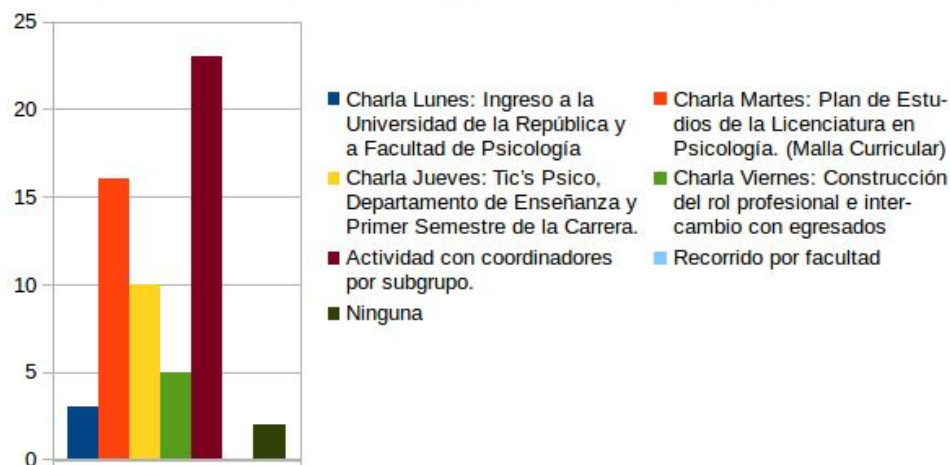 25
20
15
10
5
0
Charla Lunes: Ingreso a la
Universidad de la República y
a Facultad de Psicología
Charla Martes: Plan de Estu-
dios de la Licenciatura en
Psicología. (Malla Curricular)
Charla Jueves: Tic's Psico,
Departamento de Enseñanza y
Primer Semestre de la Carrera.
Charla Viernes: Construcción
del rol profesional e inter-
cambio con egresados
Actividad con coordinadores
por subgrupo.
Recorrido por facultad
Ninguna